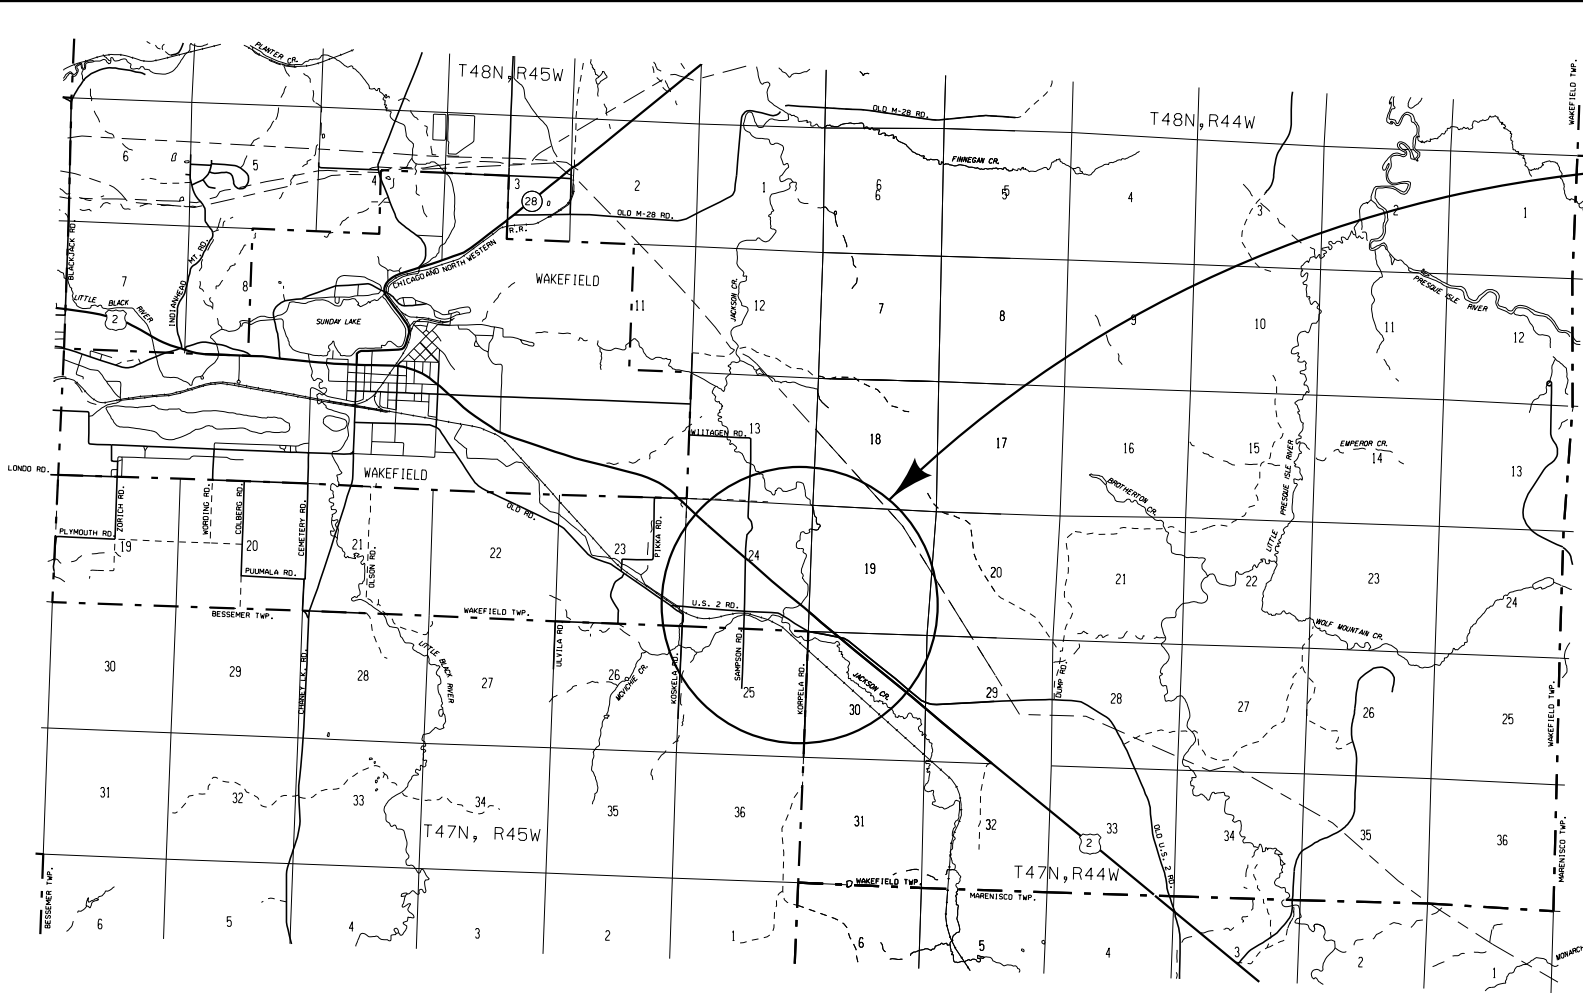 PLANTER CR.
T48N,R45W
T48N,R44W
WAKEFIELD TWP.
OLD M-28 RD.
FINNEGAN CR.
6
5
4
3
2
1
6
6
5
5
4
3
2
1
28
OLD M-28 RD.
R.R.
CHICAGO AND NORTH WESTERN
BLACKJACK RD.
MT. RD.
INDIANHEAD
7
8
WAKEFIELD
11
12
JACKSON CR.
7
8
9
10
11
12
PRESQUE ISLE
RIVER
LITTLE
BLACK
RIVER
2
SUNDAY LAKE
WIITAGEN RD.
13
18
17
16
15
EMPEROR CR.
14
13
LONDO RD.
WAKEFIELD
BROTHERTON
CR.
LITTLE
PRESQUE ISLE RIVER
OLD RD.
ZORICH RD.
WORDING RD.
COLBERG RD.
CEMETERY RD.
PLYMOUTH RD.
19
20
21
22
23
PIKKA RD.
24
19
20
21
22
23
24
PUUMALA RD.
OLSON RD.
BESSEMER TWP.
WAKEFIELD TWP.
U.S. 2 RD.
WOLF MOUNTAIN CR.
ULVILA RD
LITTLE BLACK
RIVER
MCVICHIE CR.
KOSKELA RD.
SAMPSON RD.
KORPELA RD.
JACKSON CR.
DUMP RD.
CHANEY LK. RD.
30
29
28
27
26
25
30
29
28
27
26
25
WAKEFIELD TWP.
31
32
33
34
35
36
31
32
33
34
35
36
T47N, R45W
2
OLD U.S. 2 RD.
T47N,R44W
WAKEFIELD TWP.
MARENISCO TWP.
MARENISCO TWP.
BESSEMER TWP.
6
5
4
3
2
1
6
5
4
3
2
1
MONARCH